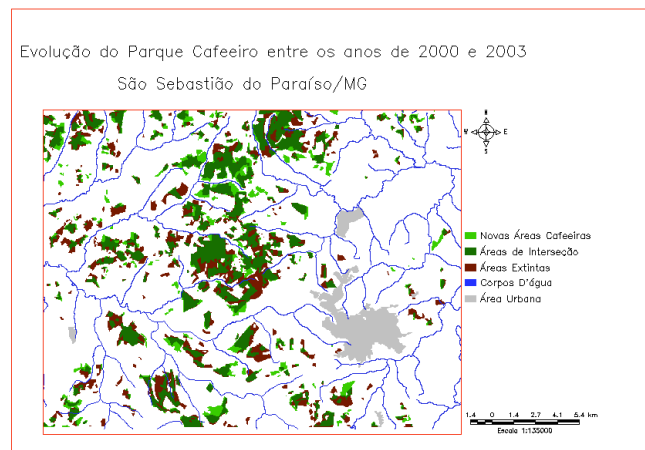 Evolução do Parque Cafeeiro entre os anos de 2000 e 2003
São Sebastião do Paraíso/MG
N
W E
S
Novas Áreas Cafeeiras
Áreas de Interseção
Áreas Extintas
Corpos D'água
Área Urbana
1.4 0 1.4 2.7 4.1 5.4 km
Escala 1:135000